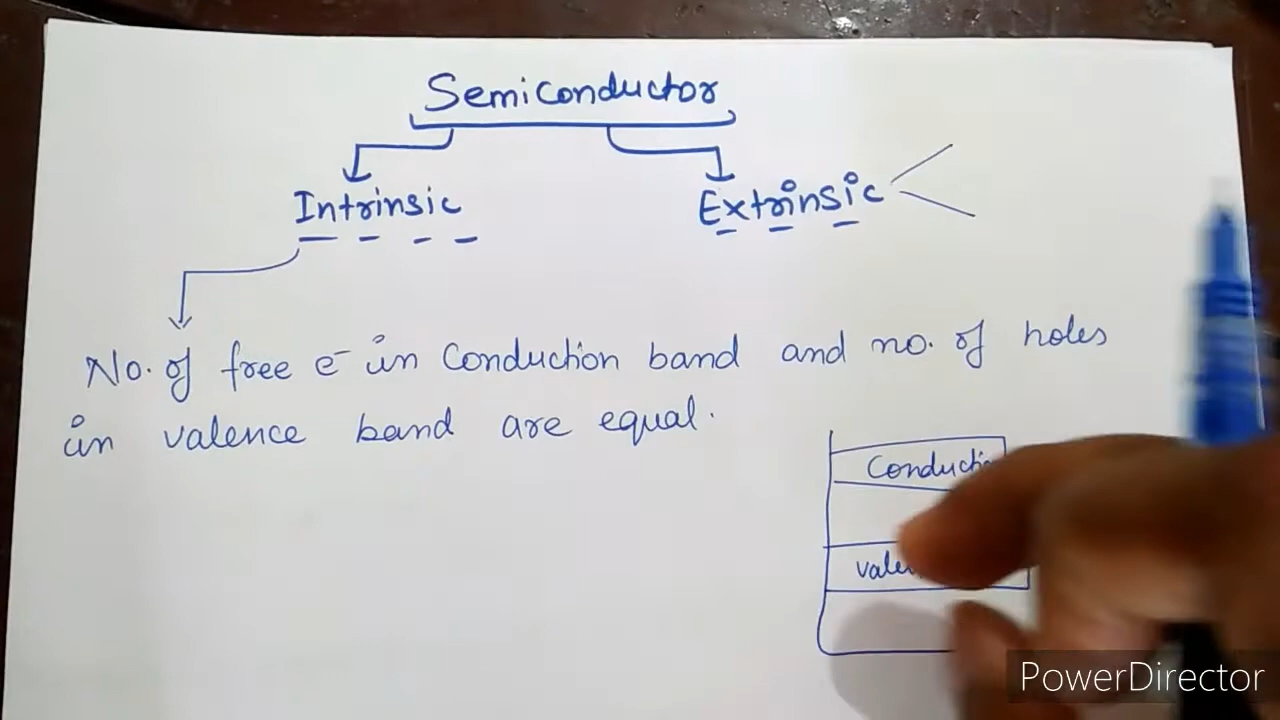 Semiconductor
Intrinsic
Extrinsic
No. of free e⁻ in Conduction band and no. of holes
in valence band are equal.
PowerDirector